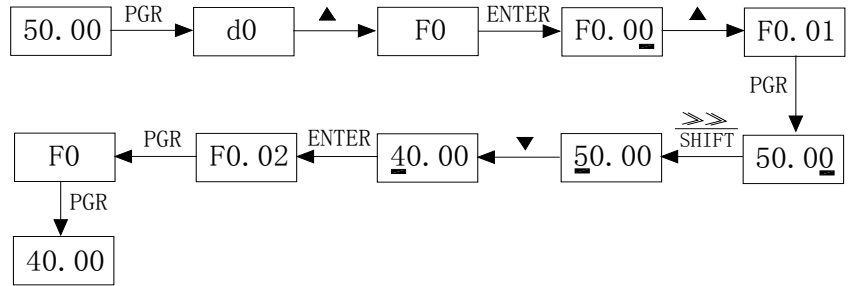 50.00 PGR d0 ▲ F0 ENTER F0.00 ▲ F0.01
PGR
50.00 >> SHIFT 50.00 ▼ 40.00 ENTER F0.02 PGR F0
PGR
40.00